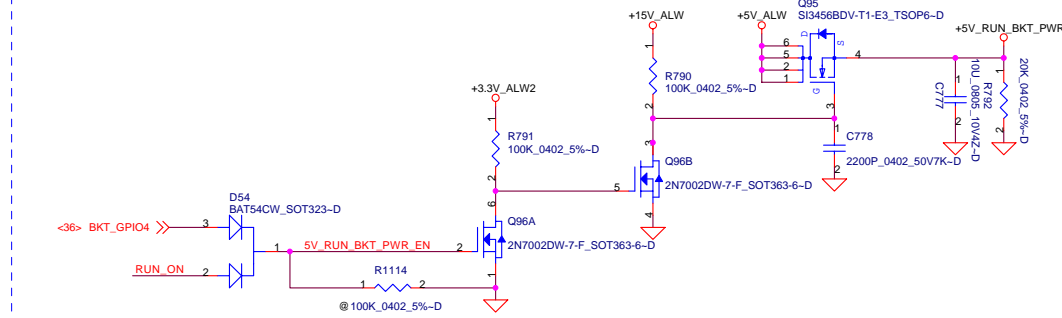 Q95
SI3456BDV-T1-E3_TSOP6~D
+15V_ALW
+5V_ALW
+5V_RUN_BKT_PWR
D
S
G
6
5
2
1
4
3
1
R790
100K_0402_5%~D
2
+3.3V_ALW2
1
R791
100K_0402_5%~D
2
1
C777
10U_0805_10V4Z~D
2
1
R792
20K_0402_5%~D
2
1
C778
2200P_0402_50V7K~D
2
3
Q96B
5
2N7002DW-7-F_SOT363-6~D
4
D54
BAT54CW_SOT323~D
<36> BKT_GPIO4
3
6
Q96A
1
5V_RUN_BKT_PWR_EN
2
2N7002DW-7-F_SOT363-6~D
RUN_ON
2
1
R1114
1
2
@100K_0402_5%~D